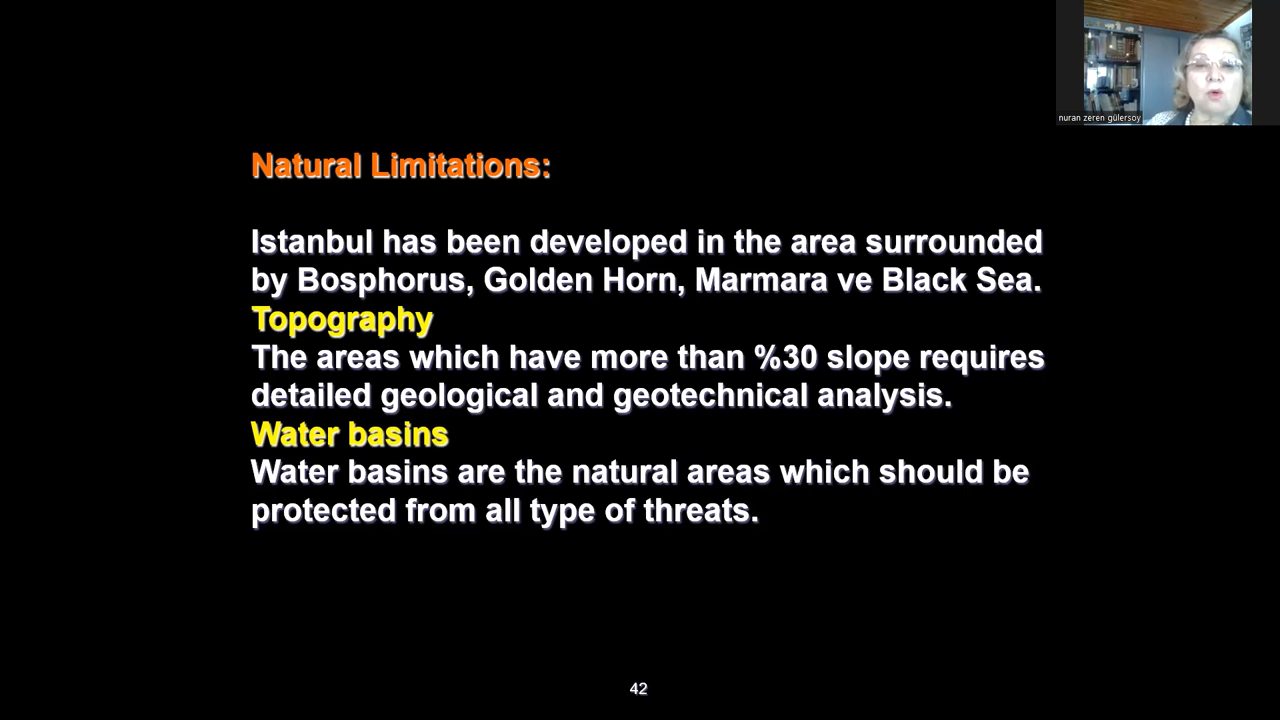 nuran zeren gülersoy
Natural Limitations:
Istanbul has been developed in the area surrounded
by Bosphorus, Golden Horn, Marmara ve Black Sea.
Topography
The areas which have more than %30 slope requires
detailed geological and geotechnical analysis.
Water basins
Water basins are the natural areas which should be
protected from all type of threats.
42